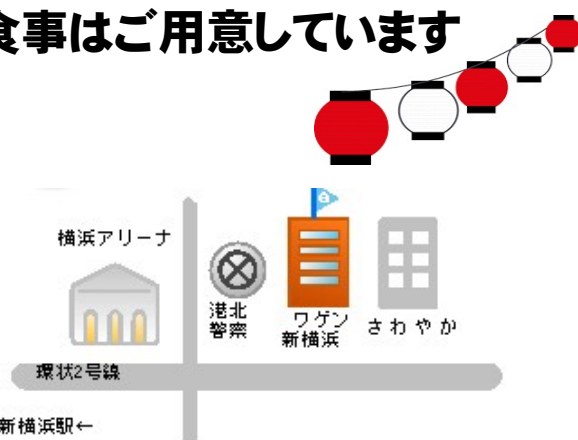 食事はご用意しています
横浜アリーナ
港北
警察
ワゲン
新横浜
さわやか
環状2号線
新横浜駅←